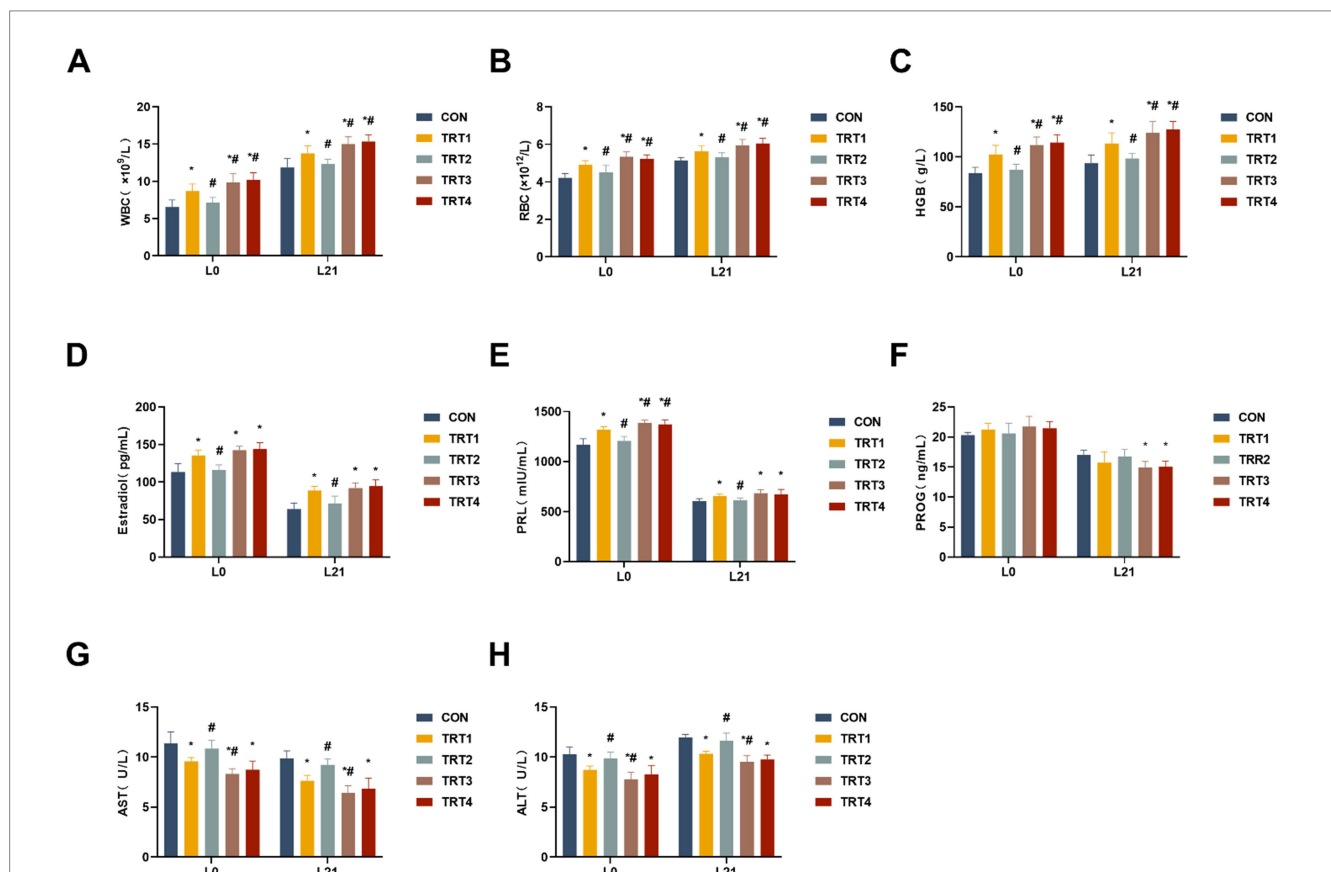 A
B
C
20
15
10
5
0
WBC( ×10⁹/L)
*
#
*#
*#
*
#
*#
*#
L0
L21
CON
TRT1
TRT2
TRT3
TRT4
8
6
4
2
0
RBC (×10¹²/L)
*
#
*#
*#
*
#
*#
*#
L0
L21
CON
TRT1
TRT2
TRT3
TRT4
150
100
50
0
HGB( g/L)
*
#
*#
*#
*
#
*#
*#
L0
L21
CON
TRT1
TRT2
TRT3
TRT4
D
E
F
200
150
100
50
0
Estradiol( pg/mL)
*
#
*
*
*
#
*
*
L0
L21
CON
TRT1
TRT2
TRT3
TRT4
1500
1000
500
0
PRL( mIU/mL)
*
#
*#
*#
*
#
*
*
L0
L21
CON
TRT1
TRT2
TRT3
TRT4
25
20
15
10
5
0
PROG( ng/mL)
*
*
L0
L21
CON
TRT1
TRR2
TRT3
TRT4
G
H
15
10
5
0
AST( U/L)
*
#
*#
*
*
#
*#
*
L0
L21
CON
TRT1
TRT2
TRT3
TRT4
15
10
5
0
ALT( U/L)
*
#
*#
*
*
#
*#
*
L0
L21
CON
TRT1
TRT2
TRT3
TRT4